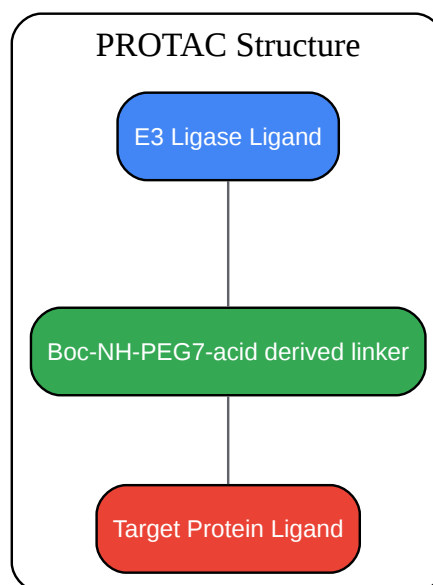 PROTAC Structure
E3 Ligase Ligand
Boc-NH-PEG7-acid derived linker
Target Protein Ligand